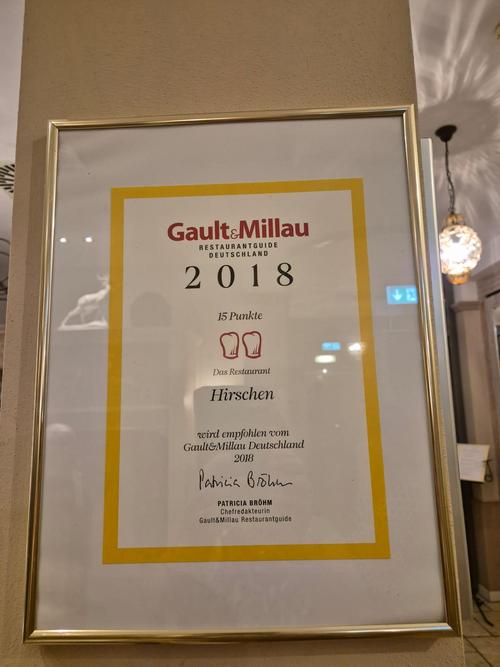 Gault&Millau
RESTAURANTGUIDE
DEUTSCHLAND
2018
15 Punkte
Das Restaurant
Hirschen
wird empfohlen vom
Gault&Millau Deutschland
2018
Patricia Bröhm
PATRICIA BRÖHM
Chefredakteurin
Gault&Millau Restaurantguide